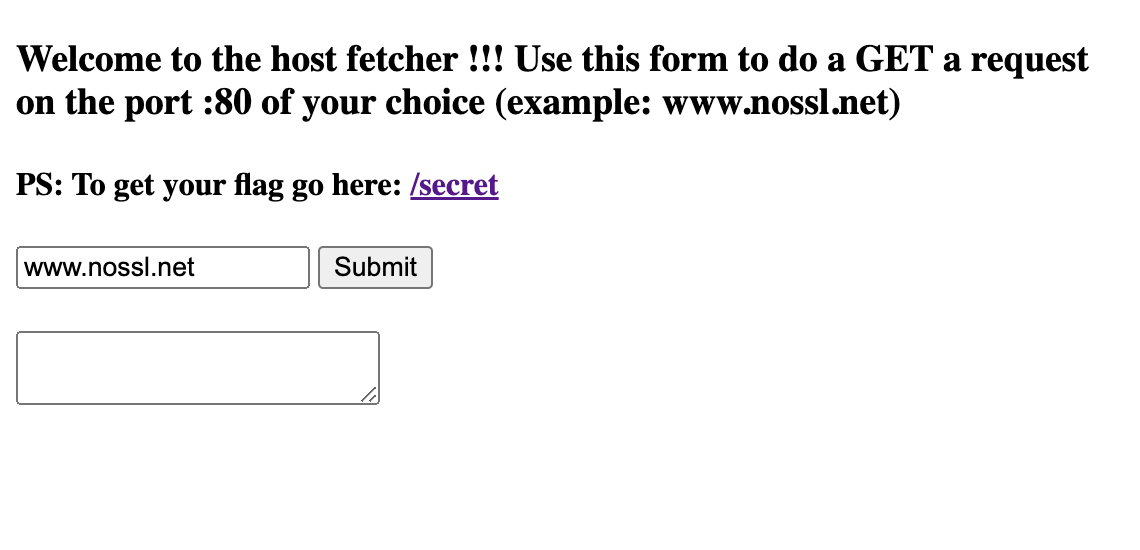 Welcome to the host fetcher !!! Use this form to do a GET a request
on the port :80 of your choice (example: www.nossl.net)
PS: To get your flag go here: /secret
www.nossl.net Submit